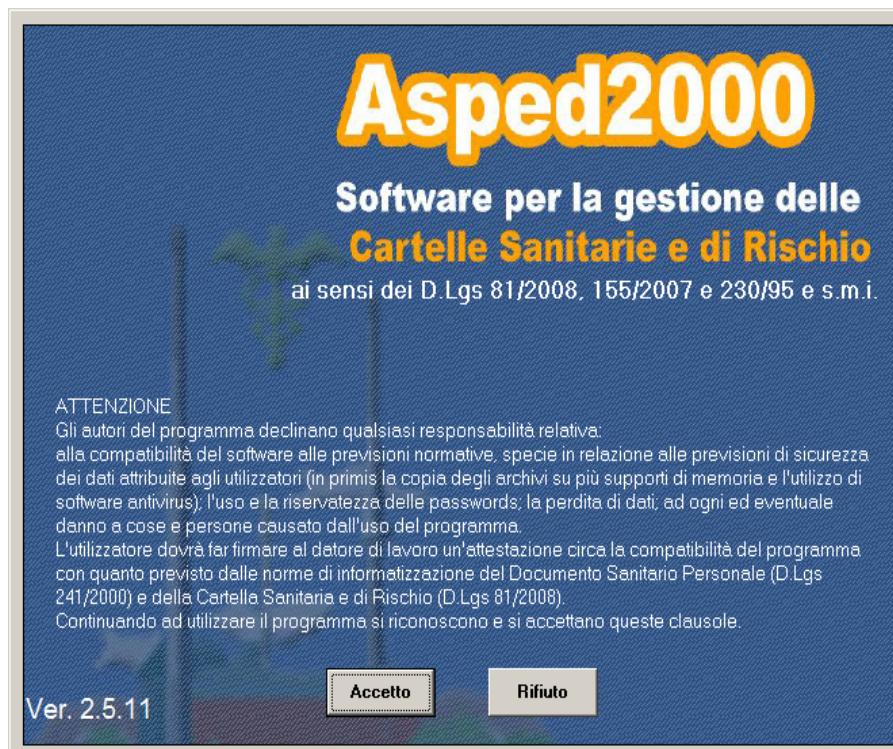 Asped2000
Software per la gestione delle
Cartelle Sanitarie e di Rischio
ai sensi dei D.Lgs 81/2008, 155/2007 e 230/95 e s.m.i.
ATTENZIONE
Gli autori del programma declinano qualsiasi responsabilità relativa:
alla compatibilità del software alle previsioni normative, specie in relazione alle previsioni di sicurezza
dei dati attribuite agli utilizzatori (in primis la copia degli archivi su più supporti di memoria e l'utilizzo di
software antivirus); l'uso e la riservatezza delle passwords; la perdita di dati; ad ogni ed eventuale
danno a cose e persone causato dall'uso del programma.
L'utilizzatore dovrà far firmare al datore di lavoro un'attestazione circa la compatibilità del programma
con quanto previsto dalle norme di informatizzazione del Documento Sanitario Personale (D.Lgs
241/2000) e della Cartella Sanitaria e di Rischio (D.Lgs 81/2008).
Continuando ad utilizzare il programma si riconoscono e si accettano queste clausole.
Accetto
Rifiuto
Ver. 2.5.11